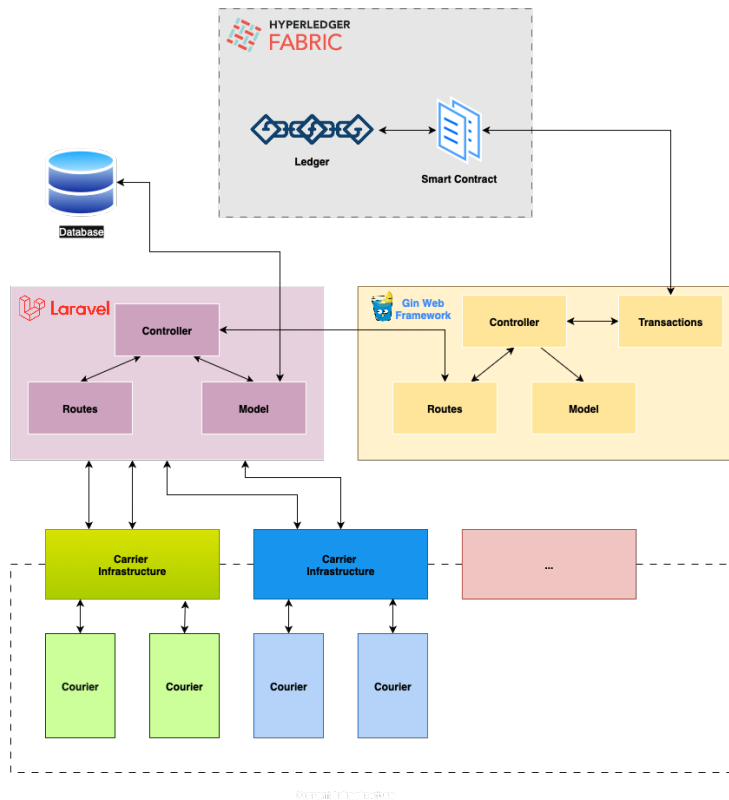 HYPERLEDGER
FABRIC
Ledger
Smart Contract
Database
Laravel
Controller
Routes
Model
Gin Web
Framework
Controller
Transactions
Routes
Model
Carrier
Infrastructure
Carrier
Infrastructure
...
Courier
Courier
Courier
Courier